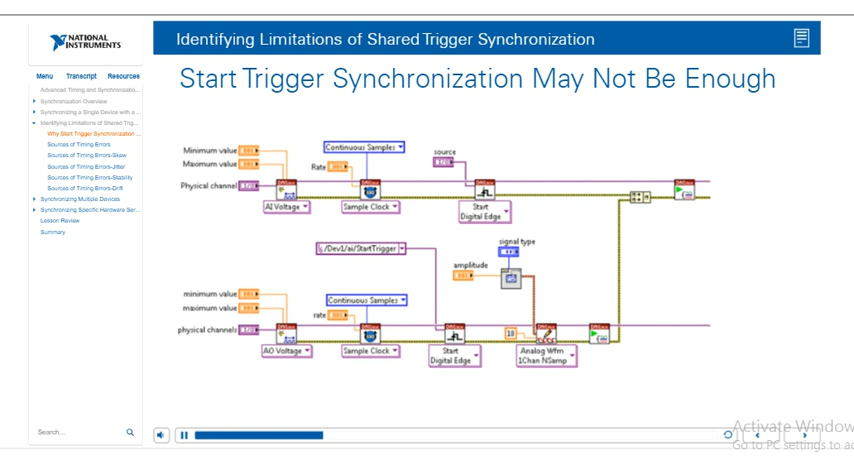 NATIONAL
INSTRUMENTS
Identifying Limitations of Shared Trigger Synchronization
Menu Transcript Resources
Advanced Timing and Synchronizatio...
Synchronization Overview
Synchronizing a Single Device with a ...
Identifying Limitations of Shared Trig...
Why Start Trigger Synchronization ...
Sources of Timing Errors
Sources of Timing Errors-Skew
Sources of Timing Errors-Jitter
Sources of Timing Errors-Stability
Sources of Timing Errors-Drift
Synchronizing Multiple Devices
Synchronizing Specific Hardware Ser...
Lesson Review
Summary
Search...
Start Trigger Synchronization May Not Be Enough
Minimum value
Maximum value
Physical channel
AI Voltage
Continuous Samples
Rate
Sample Clock
source
Start
Digital Edge
/Dev1/ai/StartTrigger
signal type
amplitude
minimum value
maximum value
physical channels
AO Voltage
Continuous Samples
rate
Sample Clock
Start
Digital Edge
10
Analog Wfm
1Chan NSamp
Activate Window
Go to PC settings to ac